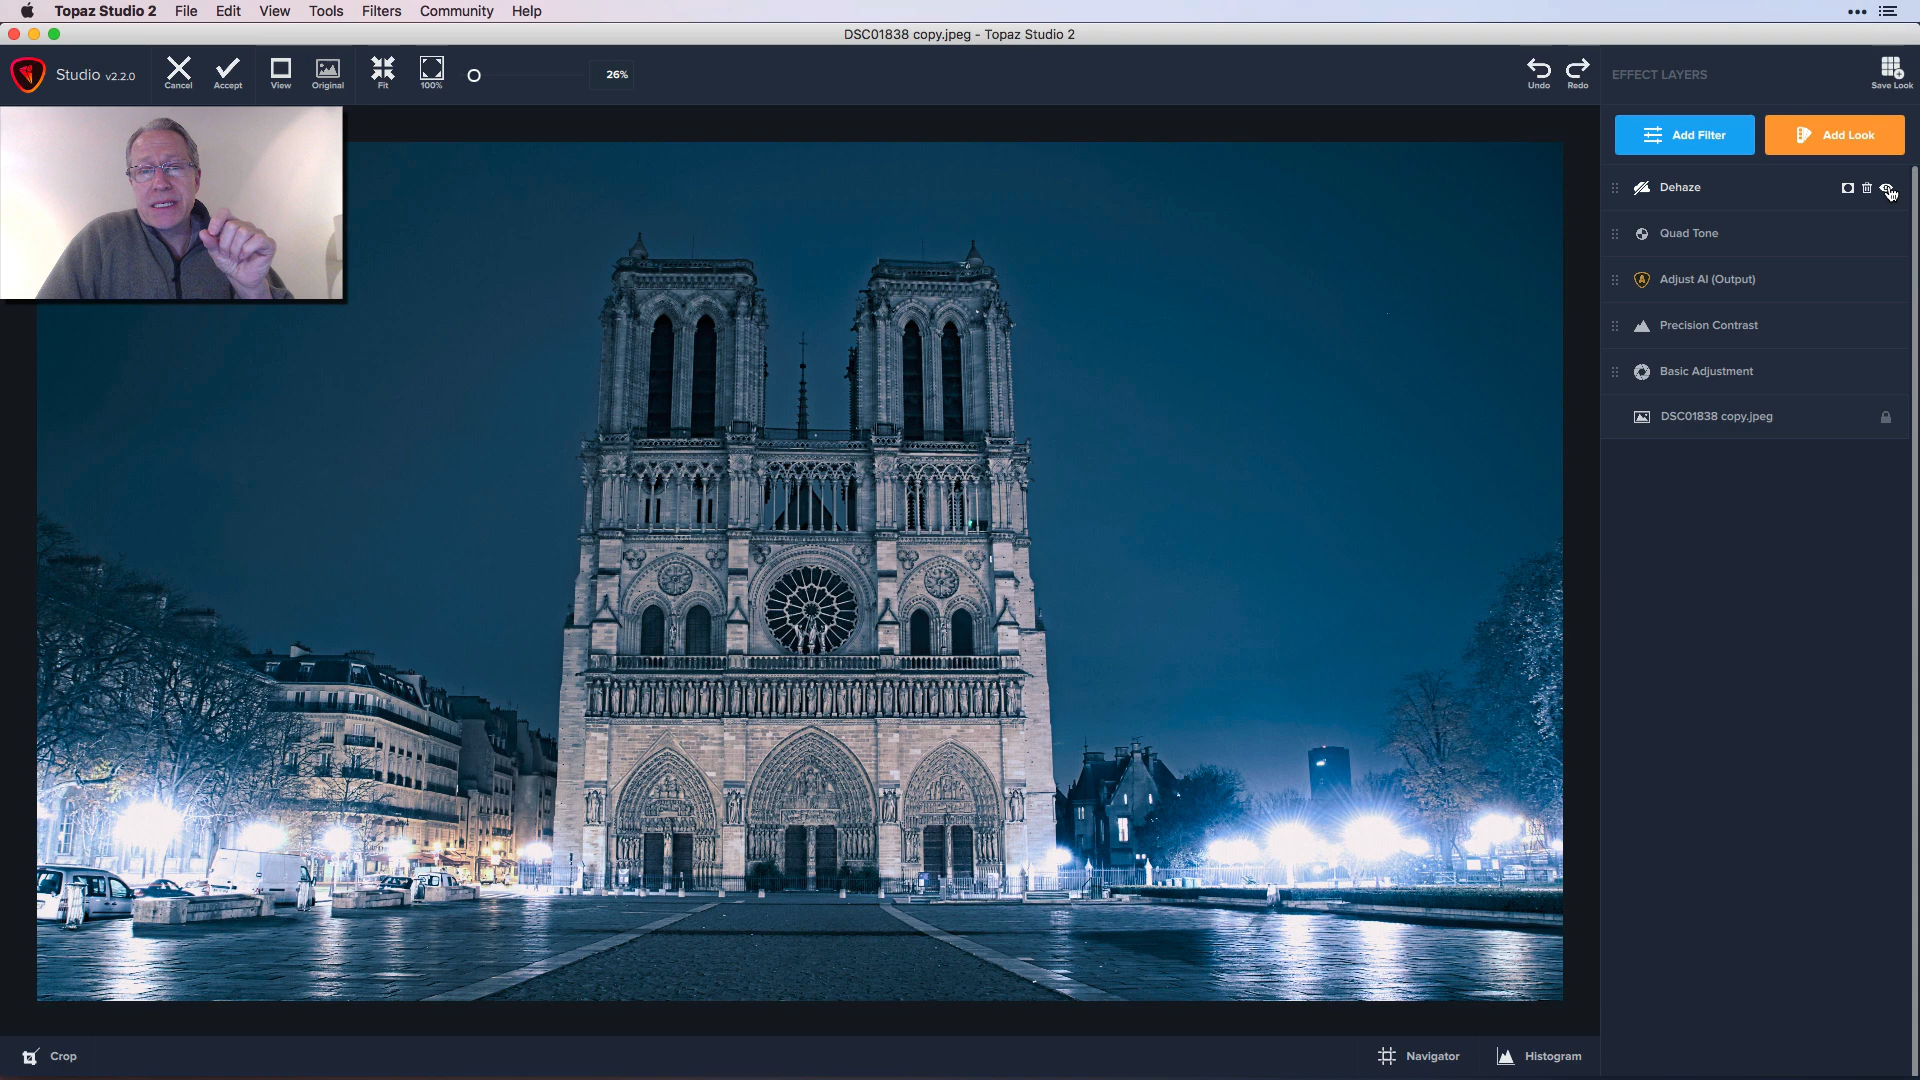 Topaz Studio 2 File Edit View Tools Filters Community Help
DSC01838 copy.jpeg - Topaz Studio 2
Studio v2.2.0
Cancel
Accept
View
Original
Fit
100%
26%
Undo
Redo
EFFECT LAYERS
Save Look
Add Filter
Add Look
Dehaze
Quad Tone
Adjust AI (Output)
Precision Contrast
Basic Adjustment
DSC01838 copy.jpeg
Crop
Navigator
Histogram